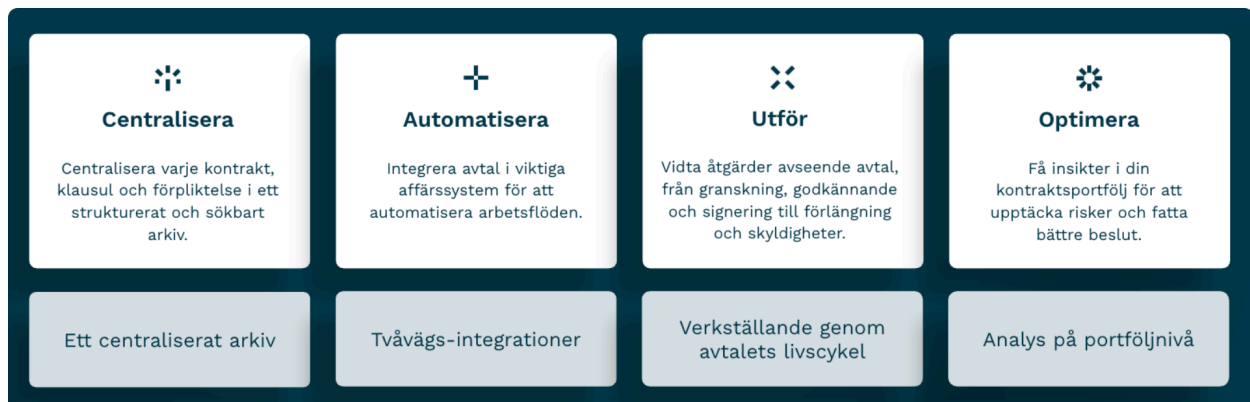 Centralisera
Centralisera varje kontrakt,
klausul och förpliktelse i ett
strukturerat och sökbart
arkiv.
Ett centraliserat arkiv
Automatisera
Integrera avtal i viktiga
affärssystem för att
automatisera arbetsflöden.
Tvåvägs-integrationer
Utför
Vidta åtgärder avseende avtal,
från granskning, godkännande
och signering till förlängning
och skyldigheter.
Verkställande genom
avtalets livscykel
Optimera
Få insikter i din
kontraktsportfölj för att
upptäcka risker och fatta
bättre beslut.
Analys på portföljnivå